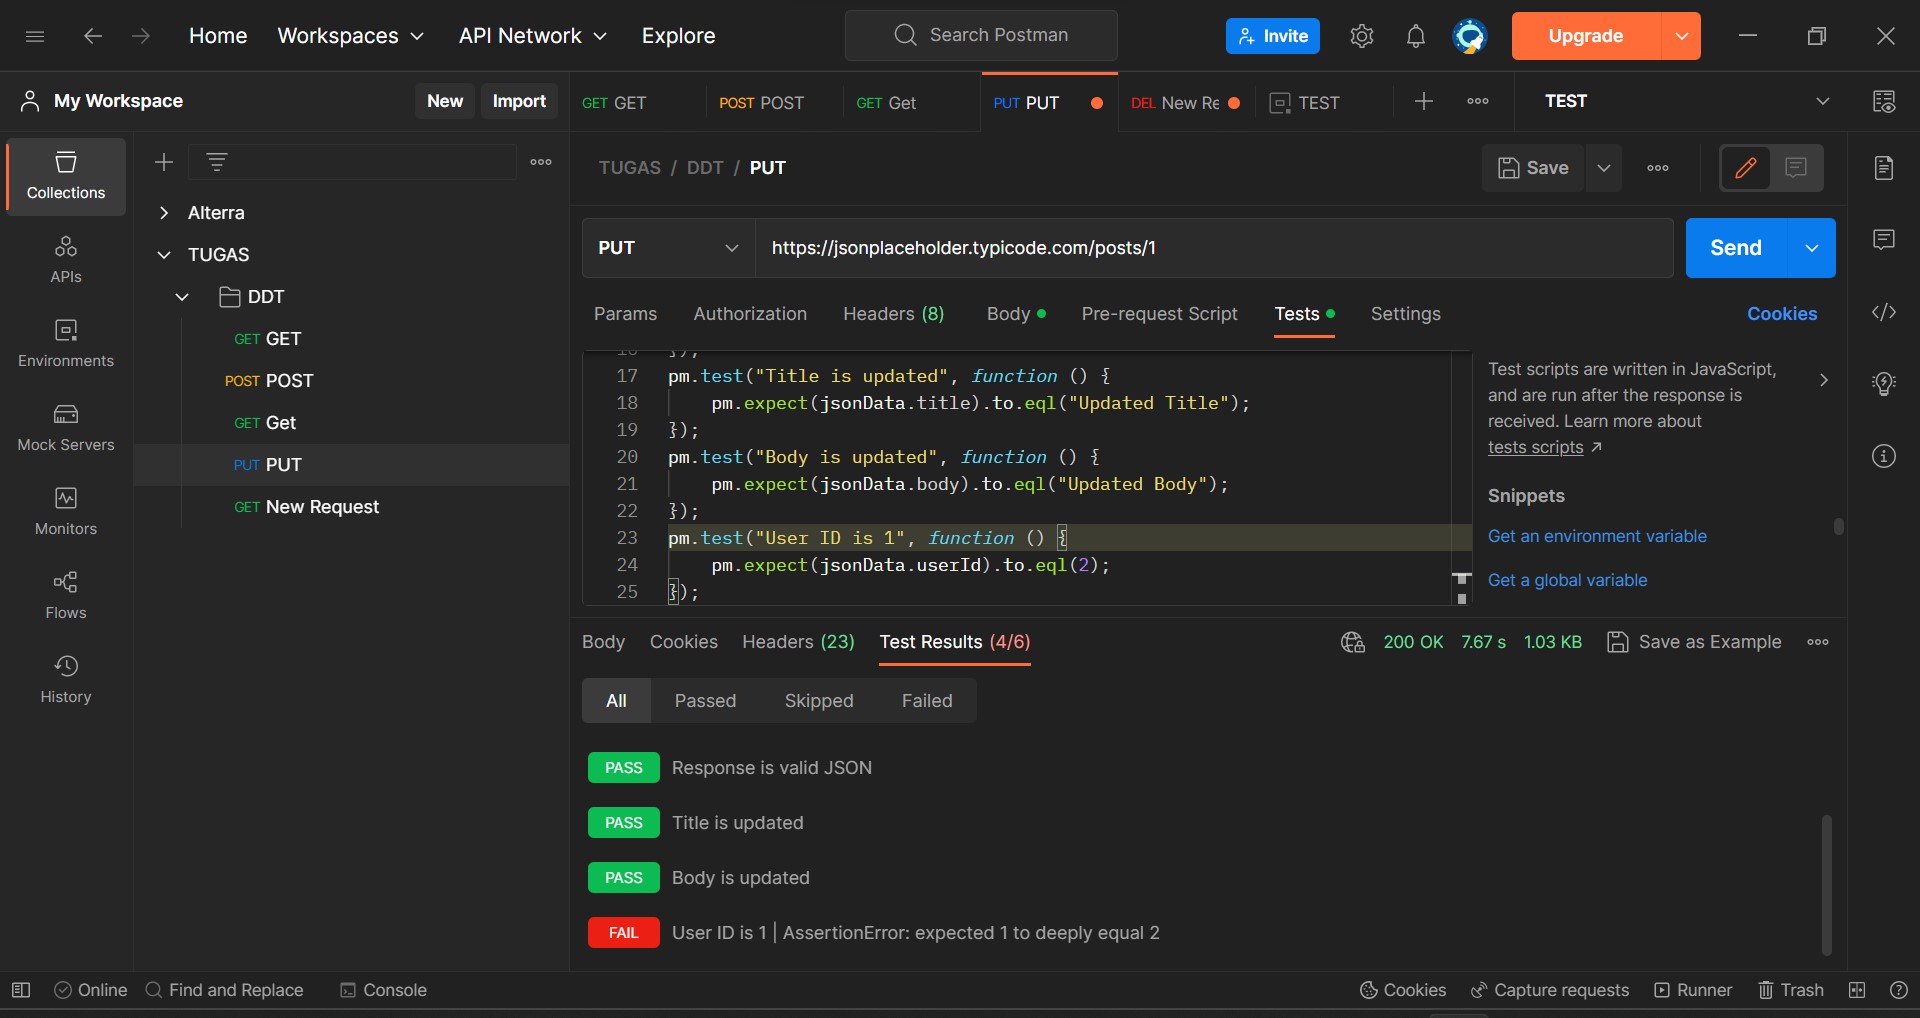 Home Workspaces API Network Explore Search Postman Invite Upgrade
My Workspace New Import GET GET POST POST GET Get PUT PUT DEL New Re TEST TEST
Collections
APIs
Environments
Mock Servers
Monitors
Flows
History
Alterra
TUGAS
DDT
GET GET
POST POST
GET Get
PUT PUT
GET New Request
TUGAS / DDT / PUT Save
PUT https://jsonplaceholder.typicode.com/posts/1 Send
Params Authorization Headers (8) Body Pre-request Script Tests Settings Cookies
17 pm.test("Title is updated", function () {
18 pm.expect(jsonData.title).to.eql("Updated Title");
19 });
20 pm.test("Body is updated", function () {
21 pm.expect(jsonData.body).to.eql("Updated Body");
22 });
23 pm.test("User ID is 1", function () {
24 pm.expect(jsonData.userId).to.eql(2);
25 });
Test scripts are written in JavaScript,
and are run after the response is
received. Learn more about
tests scripts ↗
Snippets
Get an environment variable
Get a global variable
Body Cookies Headers (23) Test Results (4/6) 200 OK 7.67 s 1.03 KB Save as Example
All Passed Skipped Failed
PASS Response is valid JSON
PASS Title is updated
PASS Body is updated
FAIL User ID is 1 | AssertionError: expected 1 to deeply equal 2
Online Find and Replace Console Cookies Capture requests Runner Trash